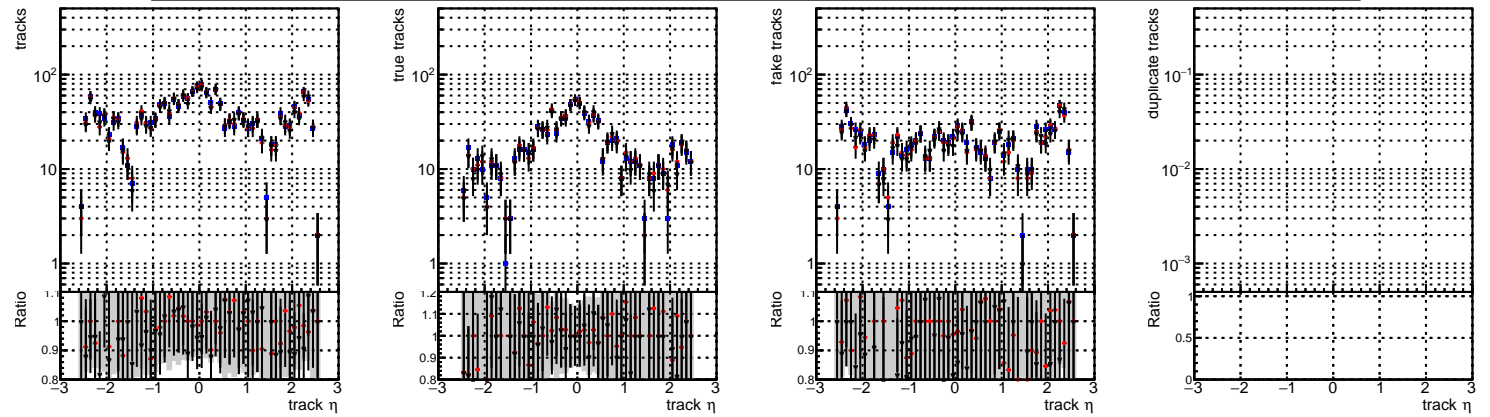 tracks
10²
10
1
Ratio
1.1
1
0.9
0.8
−3 −2 −1 0 1 2 3
track η
true tracks
10²
10
1
Ratio
1.2
1.1
1
0.9
0.8
−3 −2 −1 0 1 2 3
track η
fake tracks
10²
10
1
Ratio
1.1
1
0.9
0.8
−3 −2 −1 0 1 2 3
track η
duplicate tracks
10⁻¹
10⁻²
10⁻³
Ratio
1
0.5
0
−3 −2 −1 0 1 2 3
track η